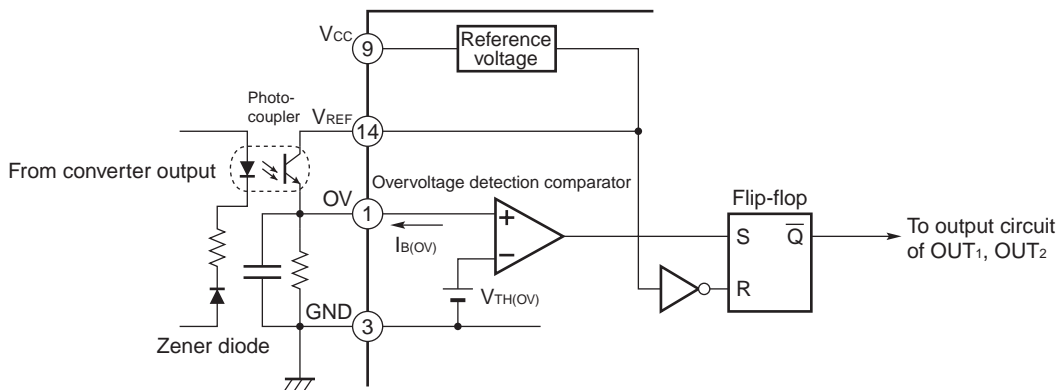 VCC
9
Reference
voltage
Photo-
coupler
VREF
14
From converter output
OV
1
Overvoltage detection comparator
IB(OV)
+
−
VTH(OV)
Flip-flop
S
Q̅
R
To output circuit
of OUT1, OUT2
GND
3
Zener diode